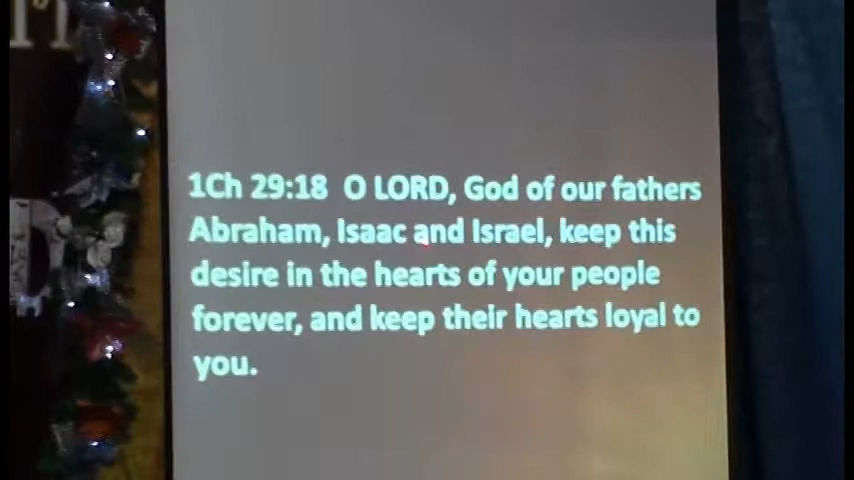 1Ch 29:18 O LORD, God of our fathers
Abraham, Isaac and Israel, keep this
desire in the hearts of your people
forever, and keep their hearts loyal to
you.